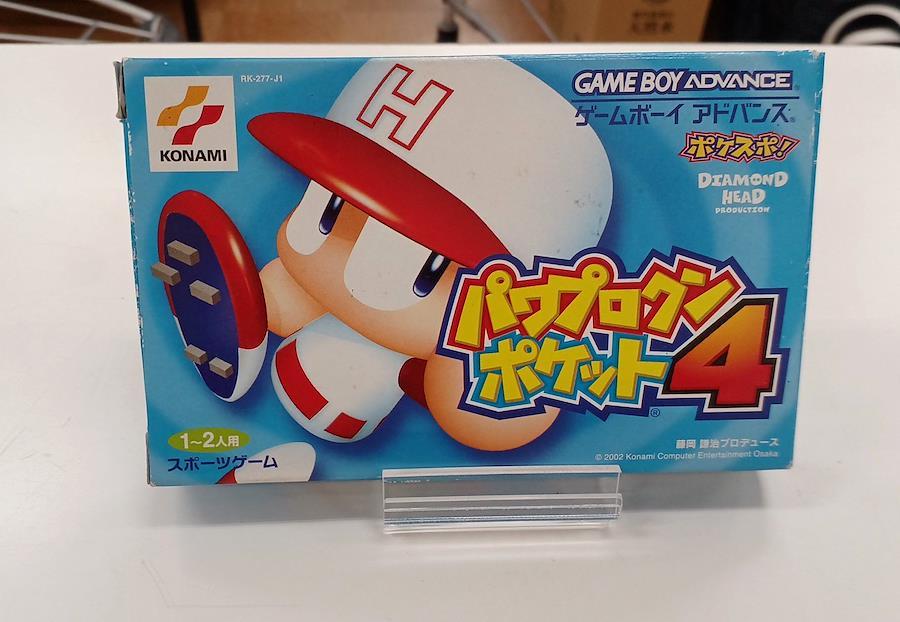 RK-277-J1
KONAMI
H
GAME BOY ADVANCE
ゲームボーイ アドバンス
ポケスポ!
DIAMOND
HEAD
PRODUCTION
パワプロクン
ポケット4
®
1~2人用
スポーツゲーム
藤岡 謙治プロデュース
© 2002 Konami Computer Entertainment Osaka